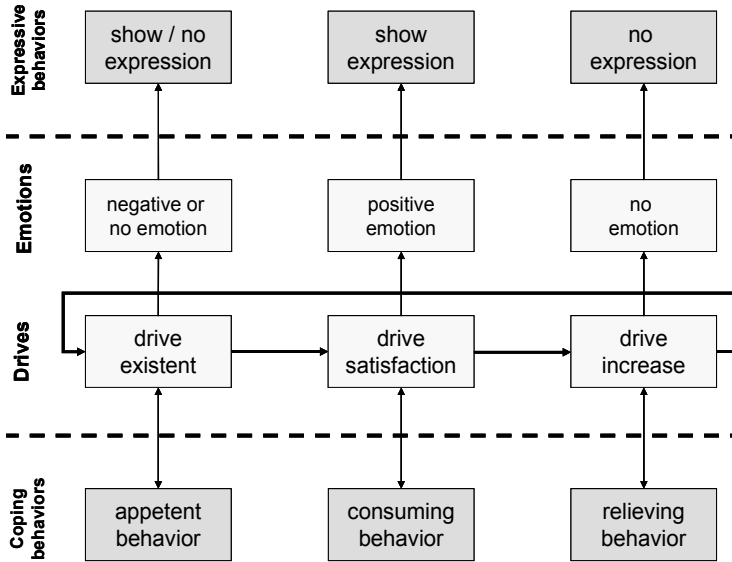 Expressive
behaviors
show / no
expression
show
expression
no
expression
Emotions
negative or
no emotion
positive
emotion
no
emotion
Drives
drive
existent
drive
satisfaction
drive
increase
Coping
behaviors
appetent
behavior
consuming
behavior
relieving
behavior